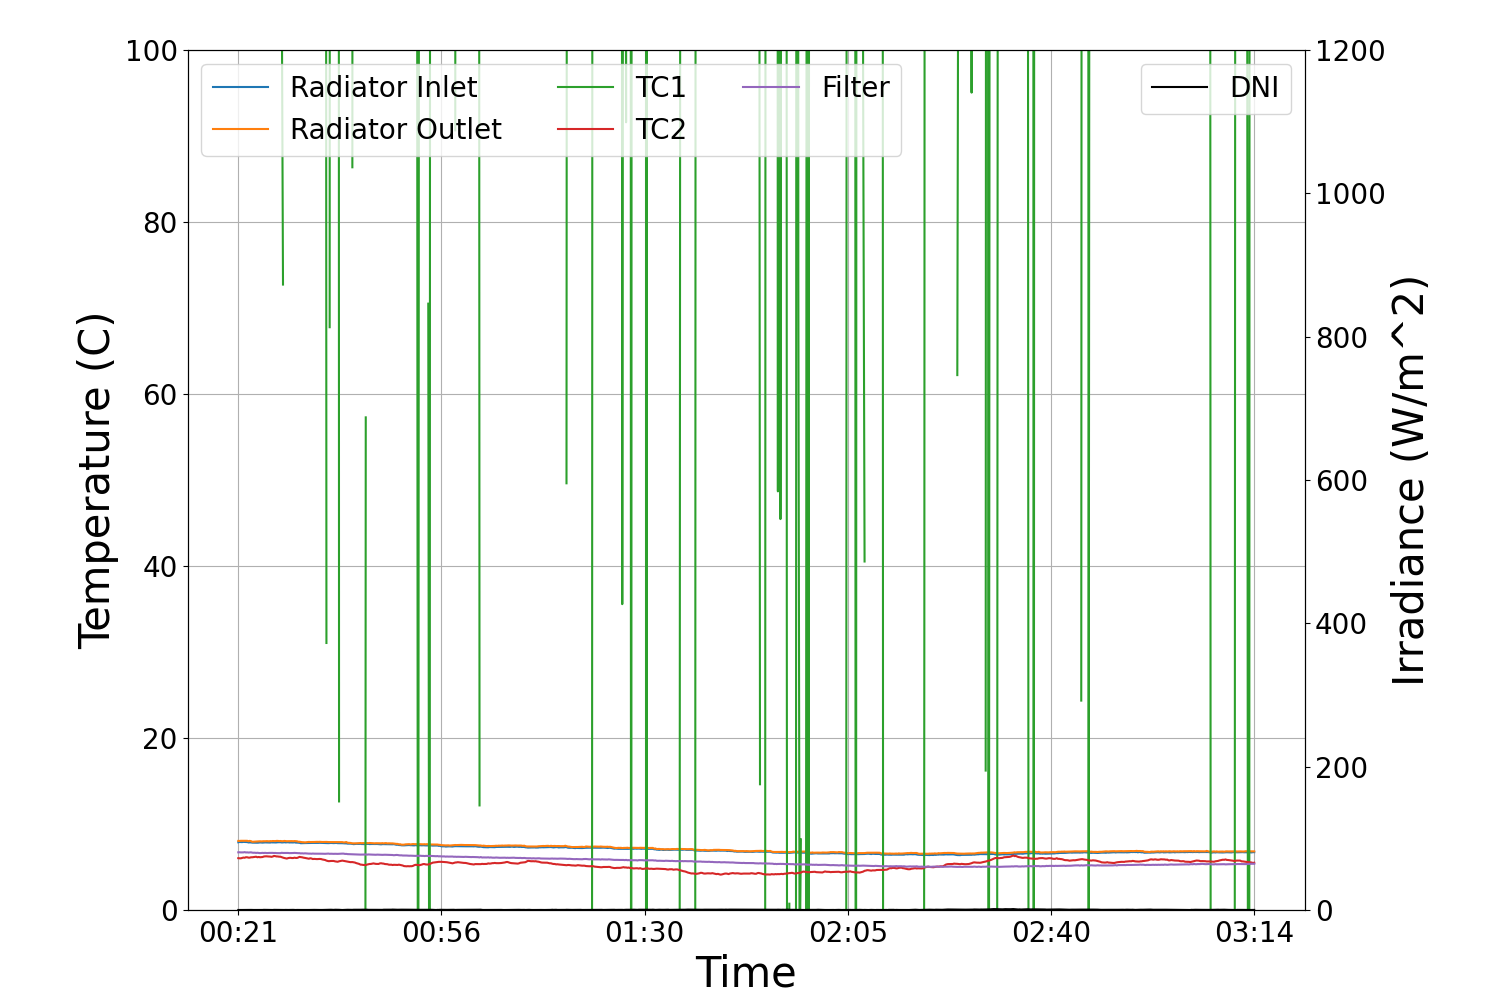 Temperature (C)
100
80
60
40
20
0
Radiator Inlet
Radiator Outlet
TC1
TC2
Filter
DNI
1200
1000
800
600
400
200
0
Irradiance (W/m^2)
00:21
00:56
01:30
02:05
02:40
03:14
Time